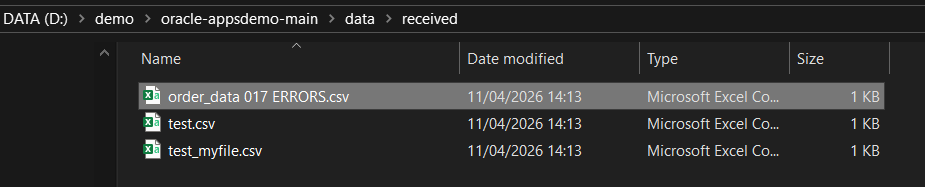 DATA (D:) > demo > oracle-appsdemo-main > data > received
Name Date modified Type Size
order_data 017 ERRORS.csv 11/04/2026 14:13 Microsoft Excel Co... 1 KB
test.csv 11/04/2026 14:13 Microsoft Excel Co... 1 KB
test_myfile.csv 11/04/2026 14:13 Microsoft Excel Co... 1 KB